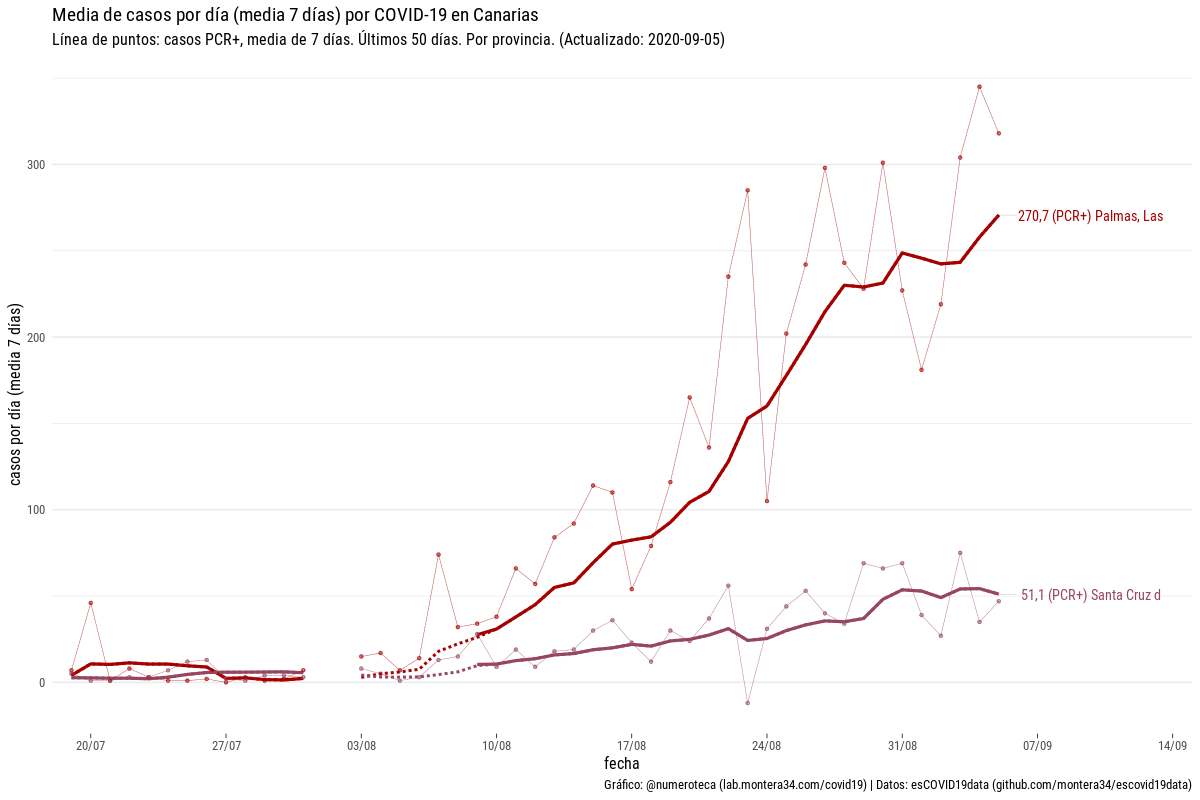 Media de casos por día (media 7 días) por COVID-19 en Canarias
Línea de puntos: casos PCR+, media de 7 días. Últimos 50 días. Por provincia. (Actualizado: 2020-09-05)
casos por día (media 7 días)
300
200
100
0
270,7 (PCR+) Palmas, Las
51,1 (PCR+) Santa Cruz d
20/07
27/07
03/08
10/08
17/08
24/08
31/08
07/09
14/09
fecha
Gráfico: @numeroteca (lab.montera34.com/covid19) | Datos: esCOVID19data (github.com/montera34/escovid19data)